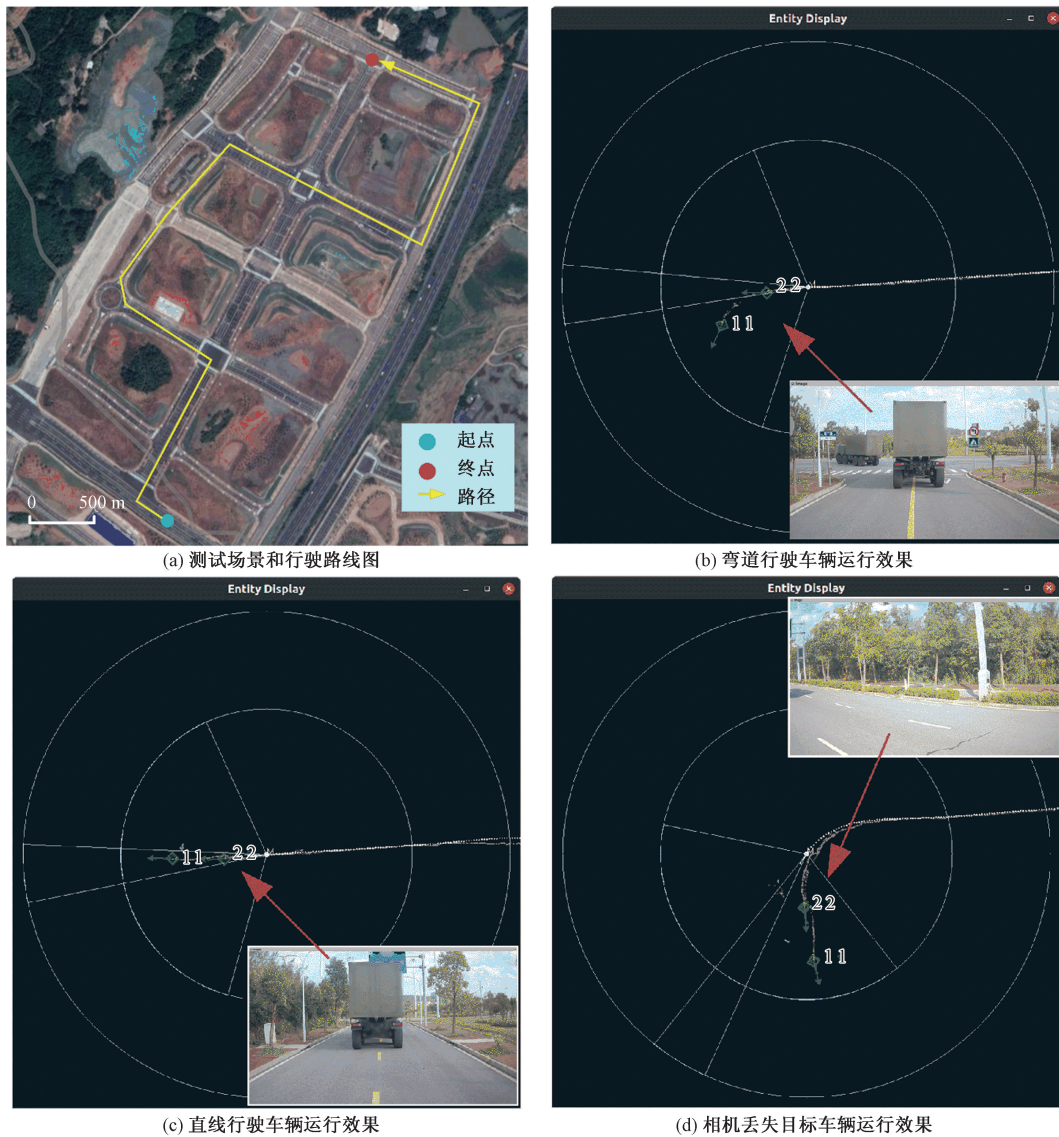 Entity Display
22
11
起点
终点
路径
0 500 m
(a) 测试场景和行驶路线图
(b) 弯道行驶车辆运行效果
Entity Display
Entity Display
11 22
22
11
(c) 直线行驶车辆运行效果
(d) 相机丢失目标车辆运行效果